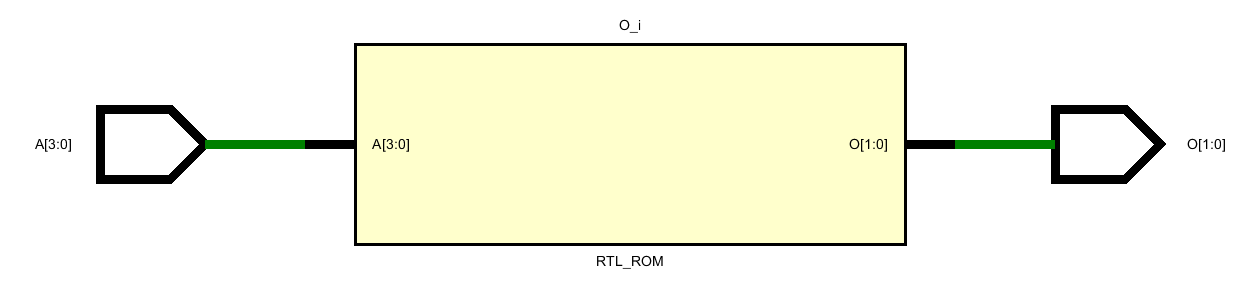 O_i
A[3:0]
A[3:0]
O[1:0]
O[1:0]
RTL_ROM